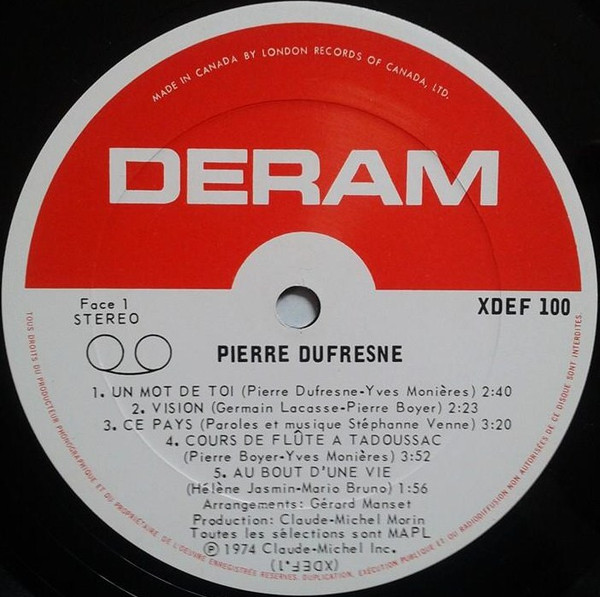 MADE IN CANADA BY LONDON RECORDS OF CANADA, LTD.
DERAM
Face 1
STEREO
XDEF 100
PIERRE DUFRESNE
1. UN MOT DE TOI (Pierre Dufresne-Yves Monières) 2:40
2. VISION (Germain Lacasse-Pierre Boyer) 2:23
3. CE PAYS (Paroles et musique Stéphanne Venne) 3:20
4. COURS DE FLÛTE A TADOUSSAC
(Pierre Boyer-Yves Monières) 3:52
5. AU BOUT D'UNE VIE
(Hélène Jasmin-Mario Bruno) 1:56
Arrangements: Gérard Manset
Production: Claude-Michel Morin
Toutes les sélections sont MAPL
℗ 1974 Claude-Michel Inc.
(XDEF.1)
TOUS DROITS DU PRODUCTEUR PHONOGRAPHIQUE ET DU PROPRIÉTAIRE DE L'OEUVRE ENREGISTRÉS RESERVES. DUPLICATION, EXÉCUTION PUBLIQUE ET/OU RADIODIFFUSION NON AUTORISÉES DE CE DISQUE SONT INTERDITES.